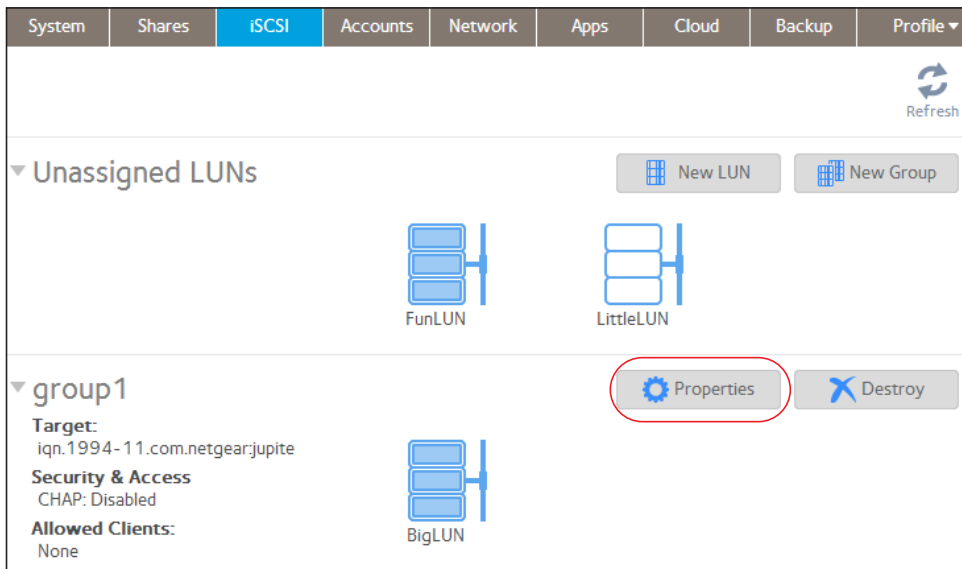 System Shares iSCSI Accounts Network Apps Cloud Backup Profile
Refresh
Unassigned LUNs
New LUN New Group
FunLUN LittleLUN
group1
Properties Destroy
Target:
iqn.1994-11.com.netgear:jupite
Security & Access
CHAP: Disabled
Allowed Clients:
None
BigLUN